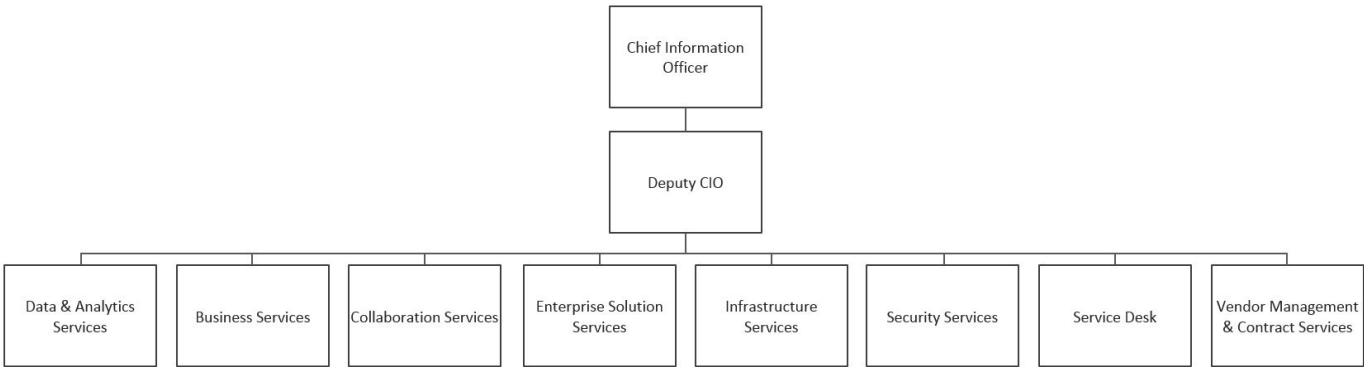 Chief Information
Officer
Deputy CIO
Data & Analytics
Services
Business Services
Collaboration Services
Enterprise Solution
Services
Infrastructure
Services
Security Services
Service Desk
Vendor Management
& Contract Services